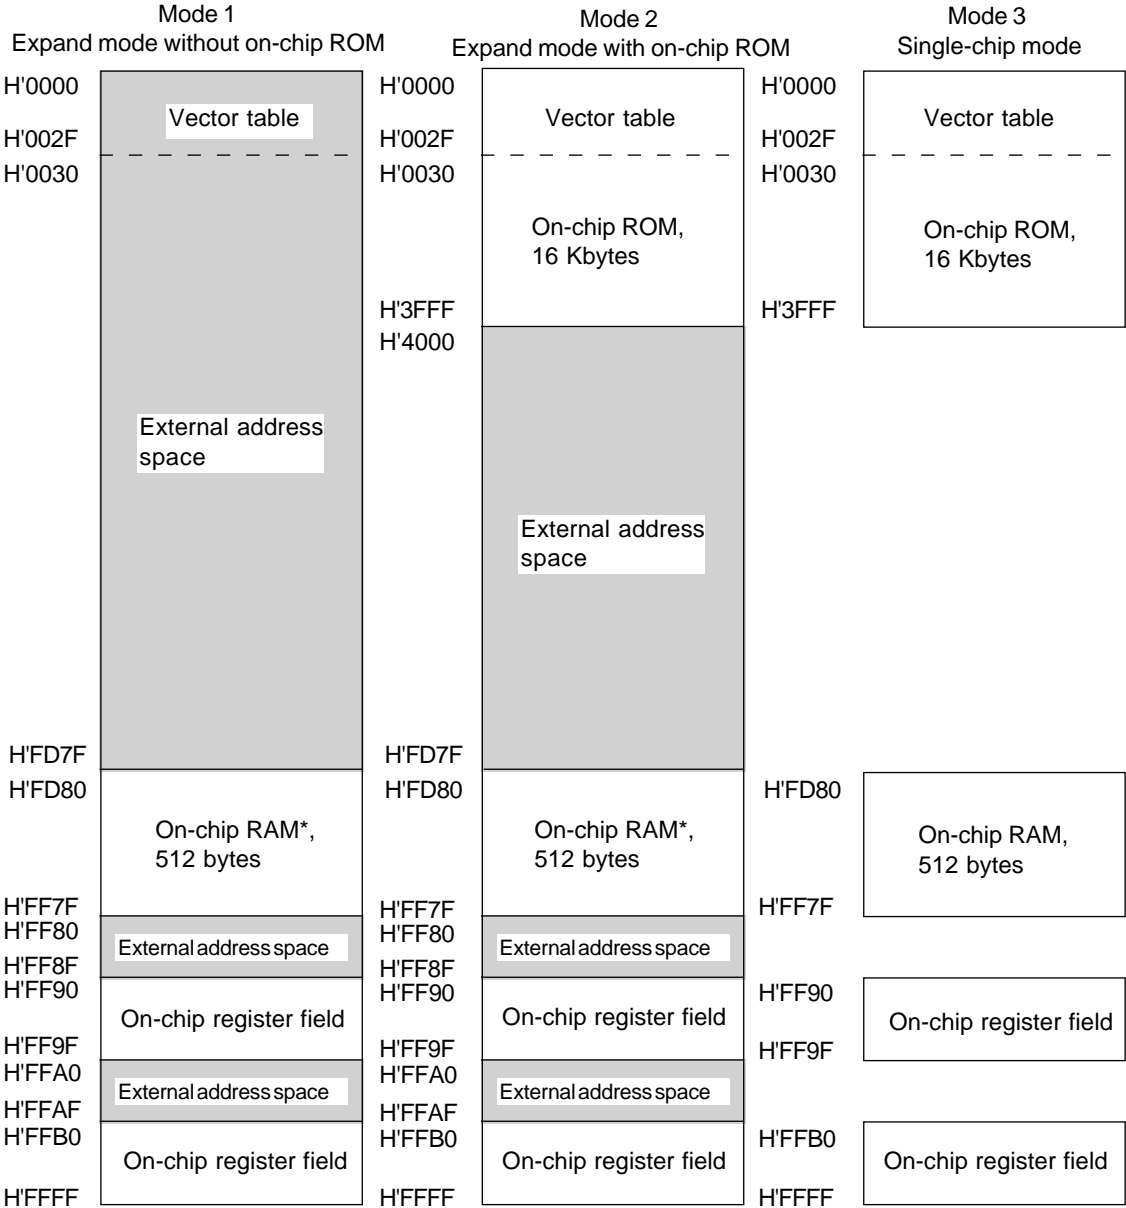 Mode 1
Expand mode without on-chip ROM
H'0000
Vector table
H'002F
H'0030
External address
space
H'FD7F
H'FD80
On-chip RAM*,
512 bytes
H'FF7F
H'FF80
External address space
H'FF8F
H'FF90
On-chip register field
H'FF9F
H'FFA0
External address space
H'FFAF
H'FFB0
On-chip register field
H'FFFF
Mode 2
Expand mode with on-chip ROM
H'0000
Vector table
H'002F
H'0030
On-chip ROM,
16 Kbytes
H'3FFF
H'4000
External address
space
H'FD7F
H'FD80
On-chip RAM*,
512 bytes
H'FF7F
H'FF80
External address space
H'FF8F
H'FF90
On-chip register field
H'FF9F
H'FFA0
External address space
H'FFAF
H'FFB0
On-chip register field
H'FFFF
Mode 3
Single-chip mode
H'0000
Vector table
H'002F
H'0030
On-chip ROM,
16 Kbytes
H'3FFF
H'FD80
On-chip RAM,
512 bytes
H'FF7F
H'FF90
On-chip register field
H'FF9F
H'FFB0
On-chip register field
H'FFFF